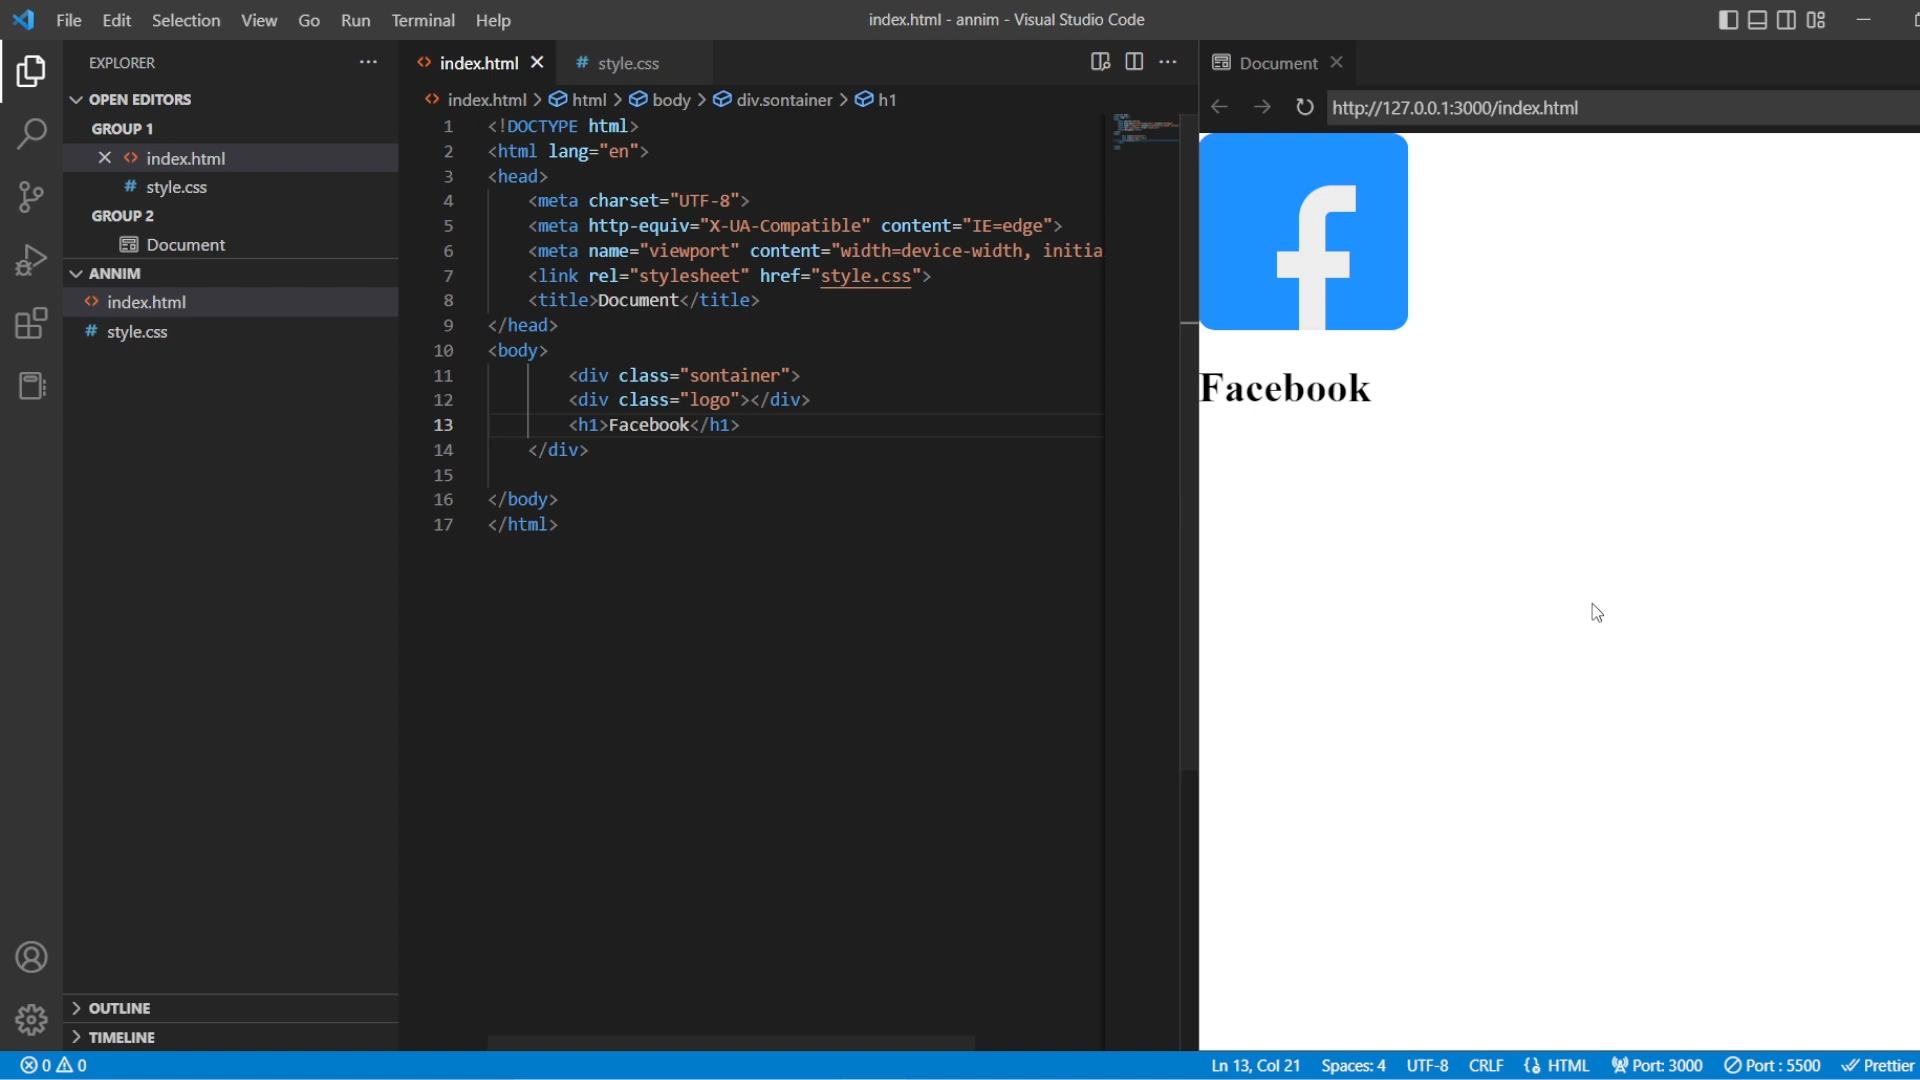 File Edit Selection View Go Run Terminal Help
index.html - annim - Visual Studio Code
EXPLORER
OPEN EDITORS
GROUP 1
index.html
style.css
GROUP 2
Document
ANNIM
index.html
style.css
OUTLINE
TIMELINE
index.html
style.css
index.html > html > body > div.sontainer > h1
1 <!DOCTYPE html>
2 <html lang="en">
3 <head>
4 <meta charset="UTF-8">
5 <meta http-equiv="X-UA-Compatible" content="IE=edge">
6 <meta name="viewport" content="width=device-width, initia
7 <link rel="stylesheet" href="style.css">
8 <title>Document</title>
9 </head>
10 <body>
11 <div class="sontainer">
12 <div class="logo"></div>
13 <h1>Facebook</h1>
14 </div>
15
16 </body>
17 </html>
Document
http://127.0.0.1:3000/index.html
f
Facebook
0 0
Ln 13, Col 21 Spaces: 4 UTF-8 CRLF HTML Port: 3000 Port : 5500 Prettier